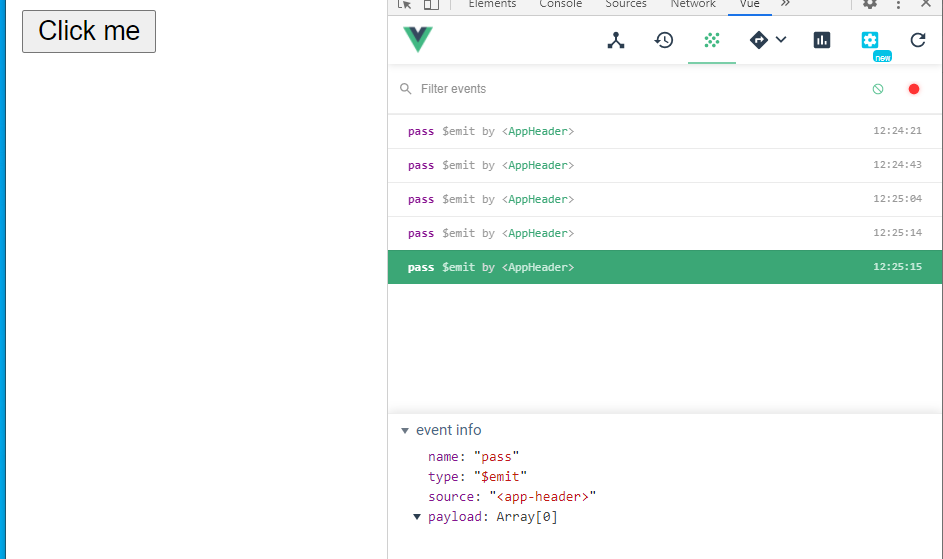 Elements Console Sources Network Vue »
Click me
new
Filter events
pass $emit by <AppHeader> 12:24:21
pass $emit by <AppHeader> 12:24:43
pass $emit by <AppHeader> 12:25:04
pass $emit by <AppHeader> 12:25:14
pass $emit by <AppHeader> 12:25:15
event info
name: "pass"
type: "$emit"
source: "<app-header>"
payload: Array[0]